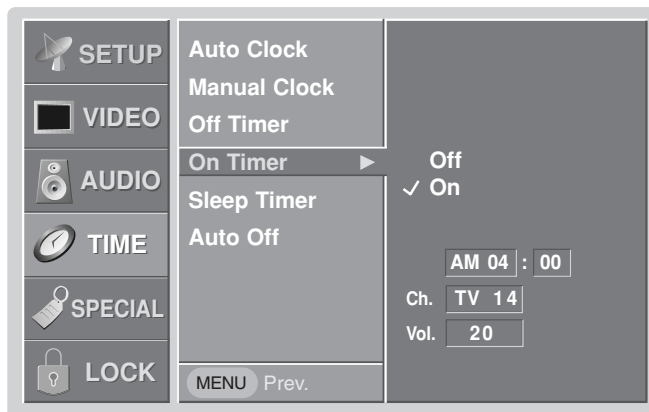 SETUP
VIDEO
AUDIO
TIME
SPECIAL
LOCK
Auto Clock
Manual Clock
Off Timer
On Timer ►
Sleep Timer
Auto Off
MENU Prev.
Off
✓ On
AM 04 : 00
Ch. TV 14
Vol. 20